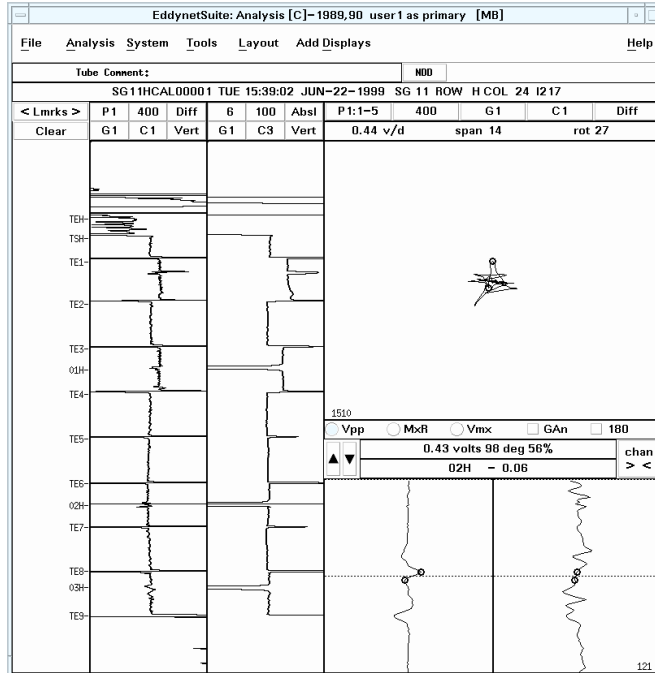 EddynetSuite: Analysis [C]-1989,90 user1 as primary [MB]
File Analysis System Tools Layout Add Displays Help
Tube Comment: NDD
SG11HCAL00001 TUE 15:39:02 JUN-22-1999 SG 11 ROW H COL 24 I217
< Lmrks > P1 400 Diff 6 100 Absl P1:1-5 400 G1 C1 Diff
Clear G1 C1 Vert G1 C3 Vert 0.44 v/d span 14 rot 27
TEH
TSH
TE1
TE2
TE3
01H
TE4
TE5
TE6
02H
TE7
TE8
03H
TE9
1510
Vpp MxR Vmx GAn 180
0.43 volts 98 deg 56% chan
02H - 0.06 > <
121